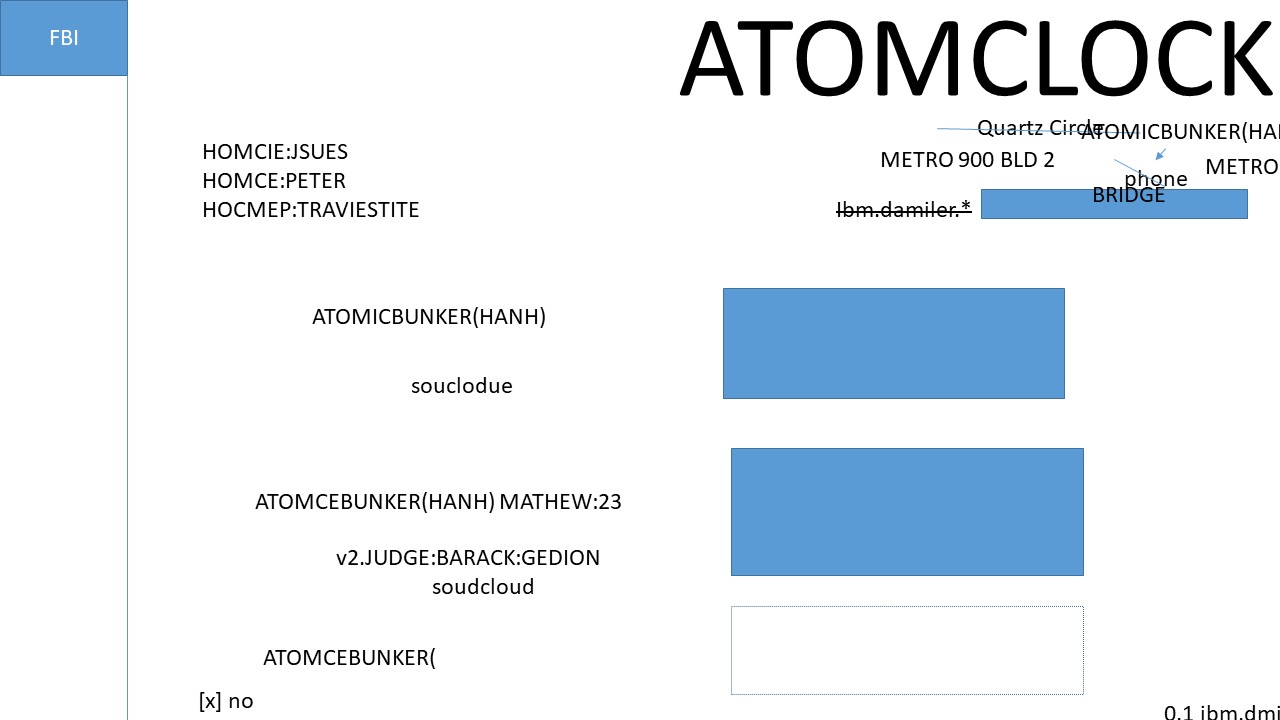 FBI
ATOMCLOCK
Quartz Circle
ATOMICBUNKER(HAN
HOMCIE:JSUES
METRO 900 BLD 2
METRO
HOMCE:PETER
phone
BRIDGE
HOCMEP:TRAVIESTITE
Ibm.damiler.*
ATOMICBUNKER(HANH)
souclodue
ATOMCEBUNKER(HANH) MATHEW:23
v2.JUDGE:BARACK:GEDION
soudcloud
ATOMCEBUNKER(
[x] no
0.1 ibm.dmi